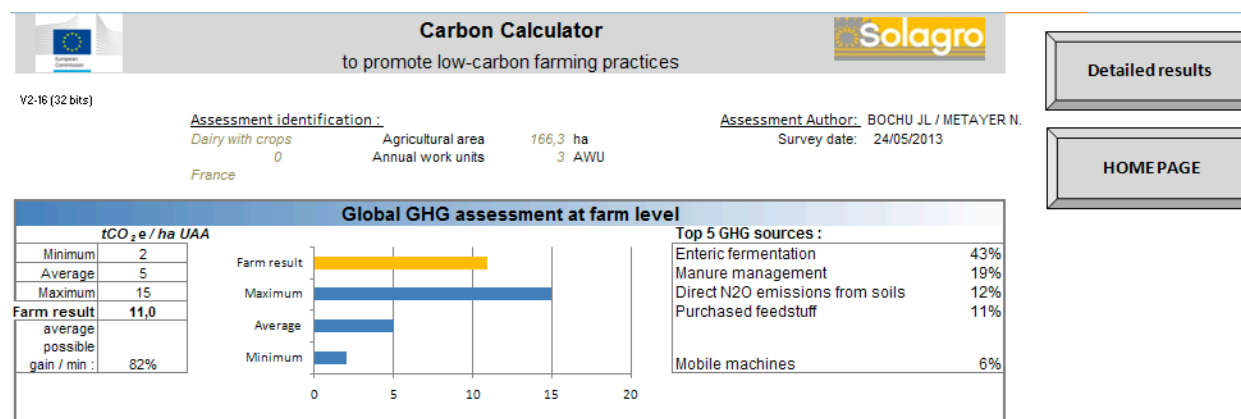 European
Commission
Carbon Calculator
to promote low-carbon farming practices
Solagro
Detailed results
HOME PAGE
V2-16 (32 bits)
Assessment identification :
Assessment Author: BOCHU JL / METAYER N.
Dairy with crops Agricultural area 166,3 ha Survey date: 24/05/2013
0 Annual work units 3 AWU
France
Global GHG assessment at farm level
tCO2e / ha UAA
Minimum 2
Average 5
Maximum 15
Farm result 11,0
average
possible
gain / min : 82%
Farm result
Maximum
Average
Minimum
0 5 10 15 20
Top 5 GHG sources :
Enteric fermentation 43%
Manure management 19%
Direct N2O emissions from soils 12%
Purchased feedstuff 11%
Mobile machines 6%